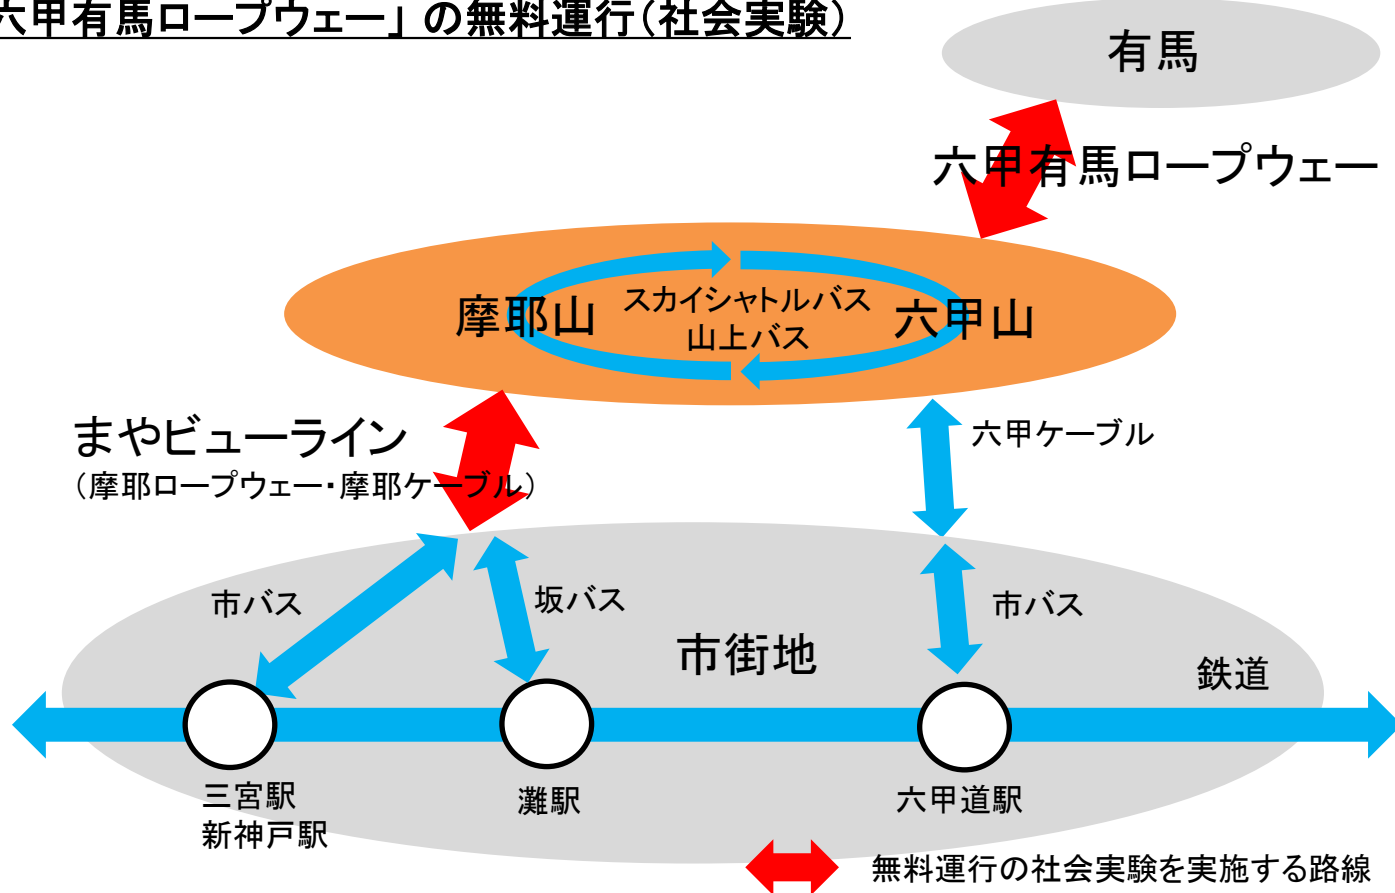 六甲有馬ロープウェー」の無料運行(社会実験)
有馬
六甲有馬ロープウェー
摩耶山
スカイシャトルバス
山上バス
六甲山
まやビューライン
(摩耶ロープウェー・摩耶ケーブル)
六甲ケーブル
市バス
坂バス
市バス
市街地
鉄道
三宮駅
新神戸駅
灘駅
六甲道駅
無料運行の社会実験を実施する路線